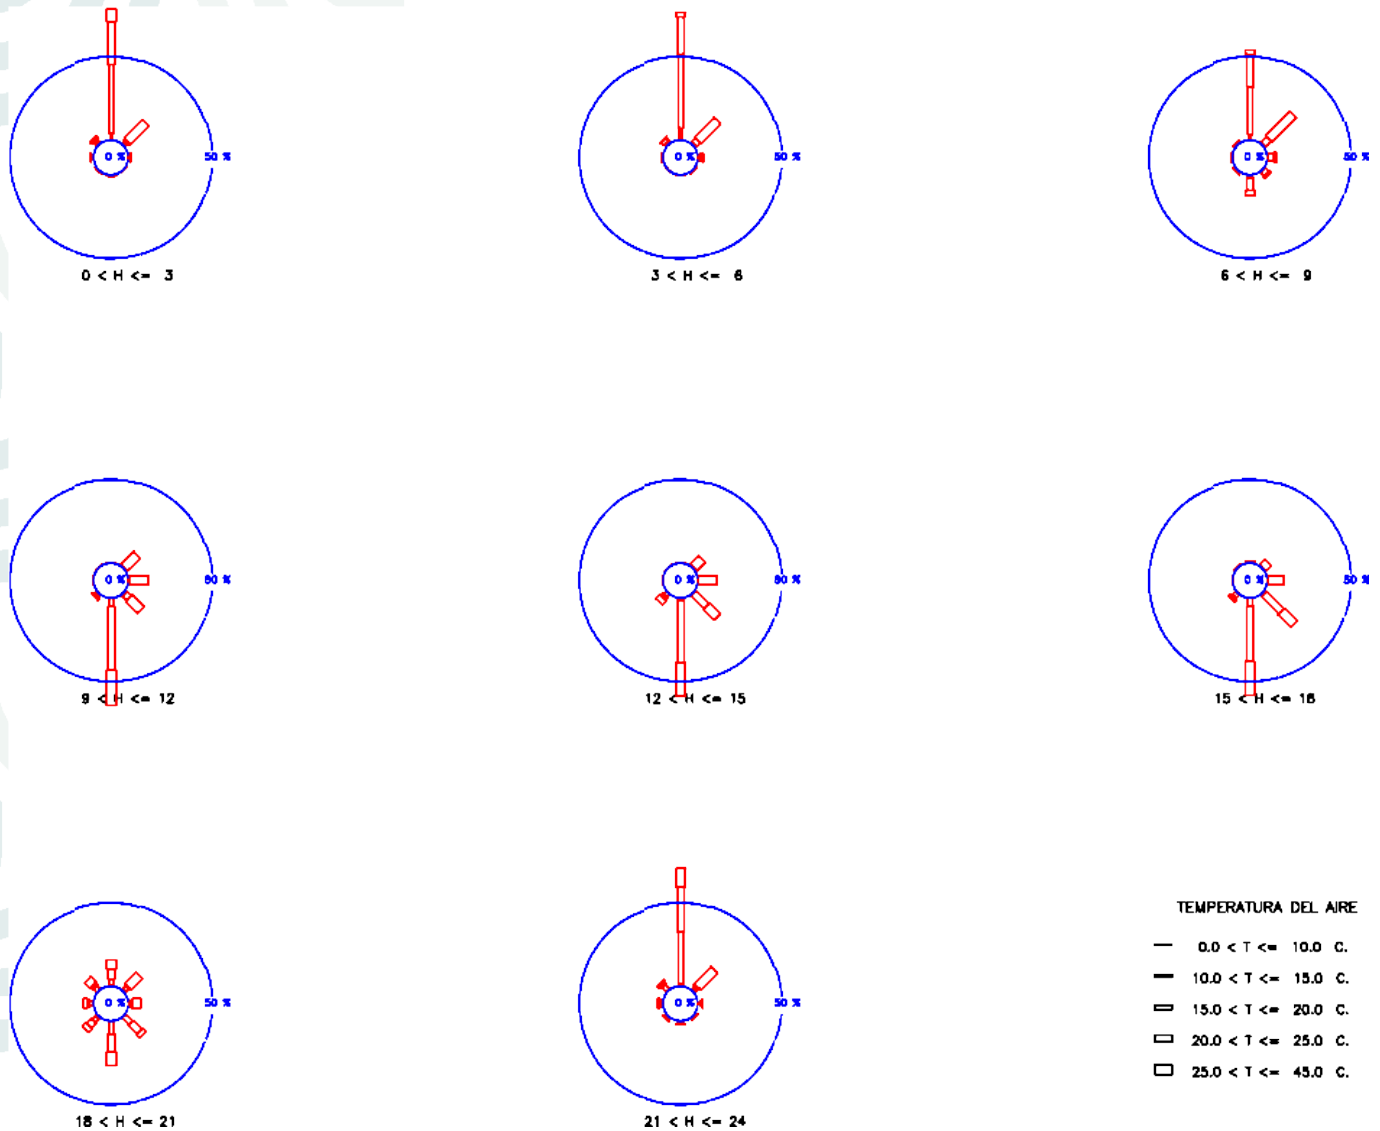 0 % 50 %
0 < H <= 3
0 % 50 %
3 < H <= 6
0 % 50 %
6 < H <= 9
0 % 50 %
9 < H <= 12
0 % 50 %
12 < H <= 15
0 % 50 %
15 < H <= 18
0 % 50 %
18 < H <= 21
0 % 50 %
21 < H <= 24
TEMPERATURA DEL AIRE
0.0 < T <= 10.0 C.
10.0 < T <= 15.0 C.
15.0 < T <= 20.0 C.
20.0 < T <= 25.0 C.
25.0 < T <= 45.0 C.